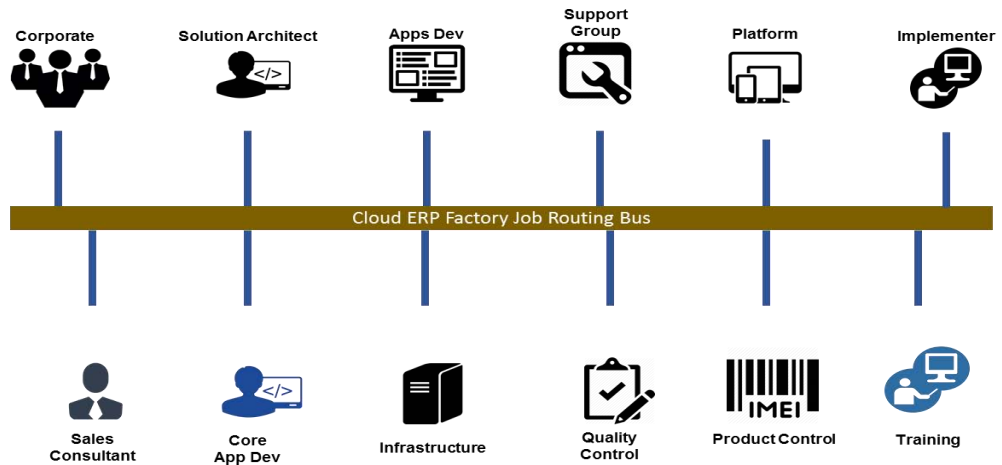 Corporate
Solution Architect
Apps Dev
Support
Group
Platform
Implementer
</>
Cloud ERP Factory Job Routing Bus
</>
IMEI
Sales
Consultant
Core
App Dev
Infrastructure
Quality
Control
Product Control
Training